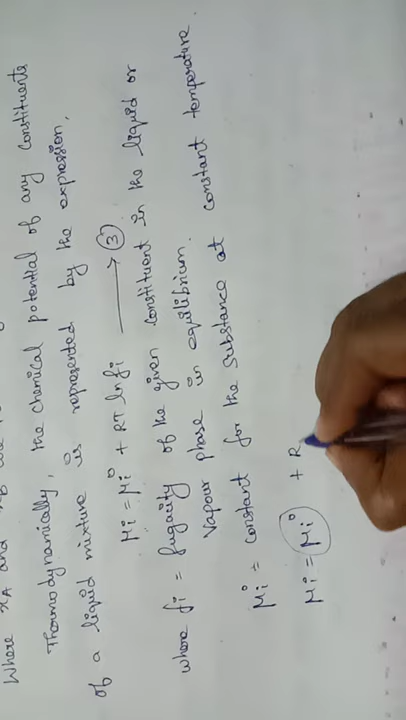 Where xA and xB are
Thermodynamically, the chemical potential of any constituents
of a liquid mixture is represented by the expression,
μi = μi° + RT ln fi ⟶ ③
where fi = fugacity of the given constituent in the liquid or
Vapour phase in equilibrium.
μi° = constant for the substance at constant temperature
μi = μi° + R